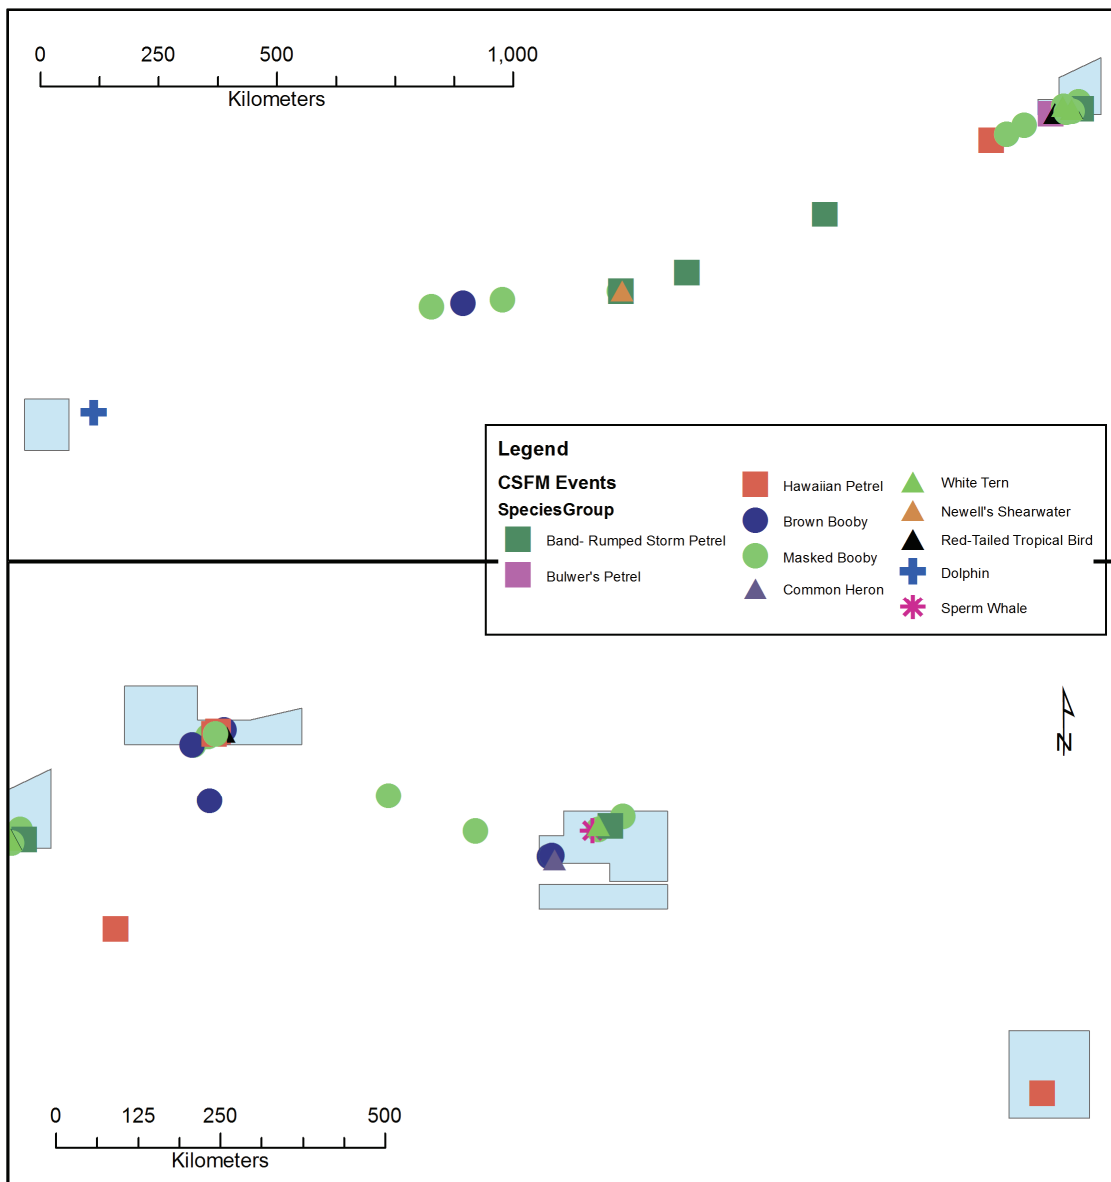 0 250 500 1,000
Kilometers
Legend
CSFM Events
SpeciesGroup
Band- Rumped Storm Petrel
Bulwer's Petrel
Hawaiian Petrel
Brown Booby
Masked Booby
Common Heron
White Tern
Newell's Shearwater
Red-Tailed Tropical Bird
Dolphin
Sperm Whale
N
0 125 250 500
Kilometers